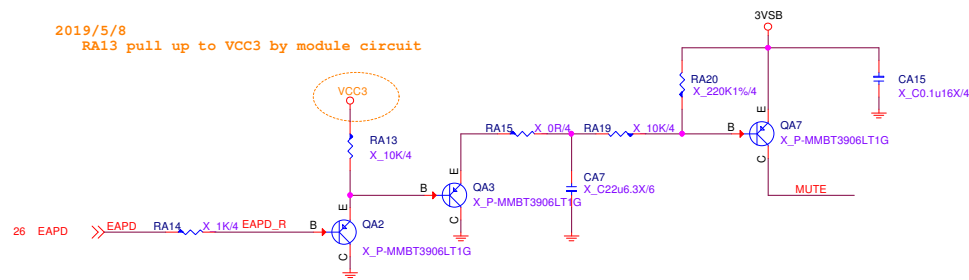 2019/5/8
RA13 pull up to VCC3 by module circuit
3VSB
VCC3
RA20
X_220K1%/4
CA15
X_C0.1u16X/4
RA13
X_10K/4
RA15
X_0R/4
RA19
X_10K/4
E
B
QA7
X_P-MMBT3906LT1G
C
MUTE
E
B
QA3
X_P-MMBT3906LT1G
C
CA7
X_C22u6.3X/6
26
EAPD
EAPD
RA14
X_1K/4
EAPD_R
E
B
QA2
X_P-MMBT3906LT1G
C